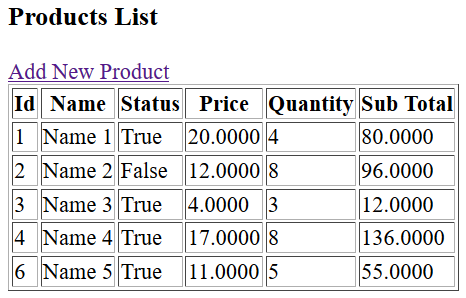 Products List
Add New Product
Id Name Status Price Quantity Sub Total
1 Name 1 True 20.0000 4 80.0000
2 Name 2 False 12.0000 8 96.0000
3 Name 3 True 4.0000 3 12.0000
4 Name 4 True 17.0000 8 136.0000
6 Name 5 True 11.0000 5 55.0000